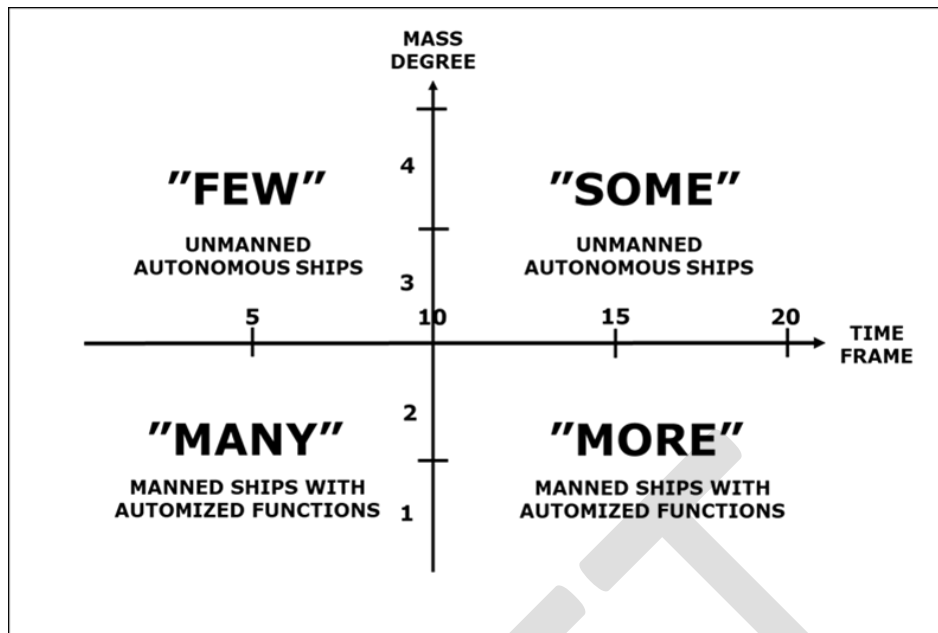 MASS
DEGREE
4
”FEW”
”SOME”
UNMANNED
AUTONOMOUS SHIPS
UNMANNED
AUTONOMOUS SHIPS
3
5
10
15
20
TIME
FRAME
2
”MANY”
”MORE”
MANNED SHIPS WITH
AUTOMIZED FUNCTIONS
MANNED SHIPS WITH
AUTOMIZED FUNCTIONS
1